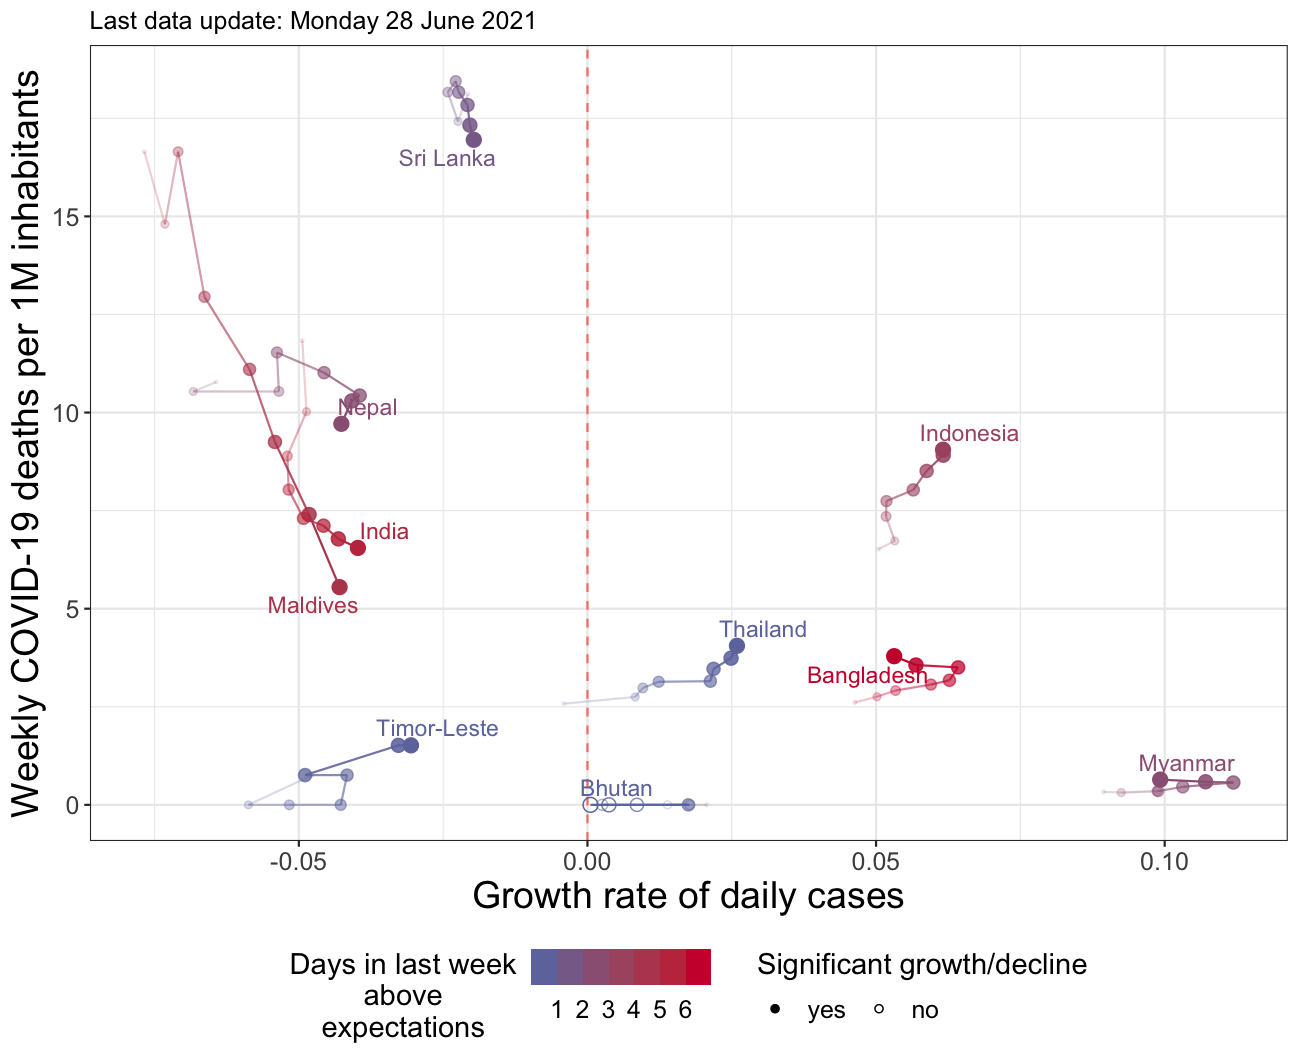 Last data update: Monday 28 June 2021
Weekly COVID-19 deaths per 1M inhabitants
15
10
5
0
Sri Lanka
Nepal
Indonesia
India
Maldives
Thailand
Bangladesh
Timor-Leste
Myanmar
Bhutan
-0.05
0.00
0.05
0.10
Growth rate of daily cases
Days in last week
above
expectations
1 2 3 4 5 6
Significant growth/decline
yes
no